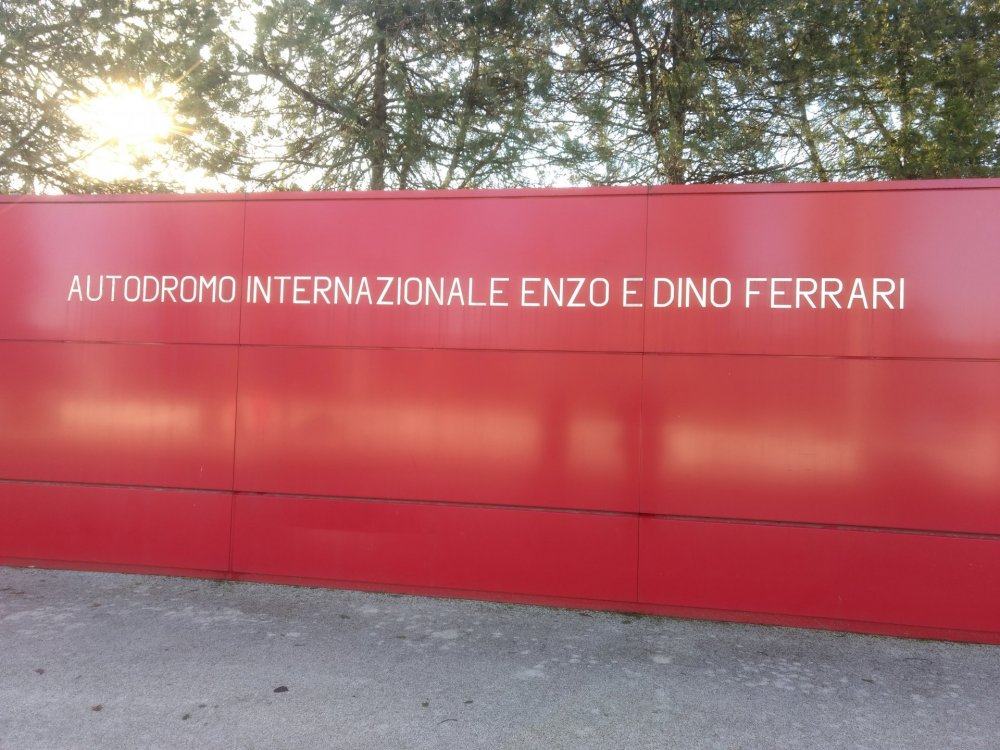 AUTODROMO INTERNAZIONALE ENZO E DINO FERRARI